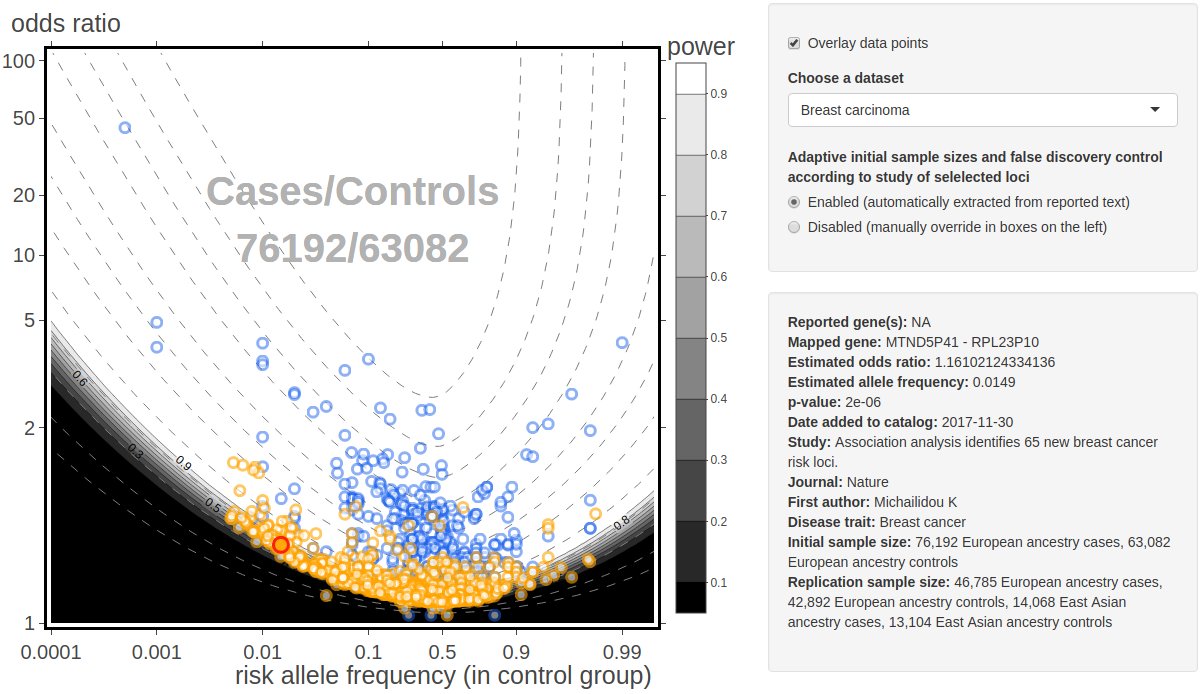 odds ratio
power
100
50
20
10
5
2
1
0.0001
0.001
0.01
0.1
0.5
0.9
0.99
risk allele frequency (in control group)
Cases/Controls
76192/63082
0.6
0.3
0.9
0.5
0.8
0.9
0.8
0.7
0.6
0.5
0.4
0.3
0.2
0.1
Overlay data points
Choose a dataset
Breast carcinoma
Adaptive initial sample sizes and false discovery control
according to study of selelected loci
Enabled (automatically extracted from reported text)
Disabled (manually override in boxes on the left)
Reported gene(s): NA
Mapped gene: MTND5P41 - RPL23P10
Estimated odds ratio: 1.16102124334136
Estimated allele frequency: 0.0149
p-value: 2e-06
Date added to catalog: 2017-11-30
Study: Association analysis identifies 65 new breast cancer
risk loci.
Journal: Nature
First author: Michailidou K
Disease trait: Breast cancer
Initial sample size: 76,192 European ancestry cases, 63,082
European ancestry controls
Replication sample size: 46,785 European ancestry cases,
42,892 European ancestry controls, 14,068 East Asian
ancestry cases, 13,104 East Asian ancestry controls